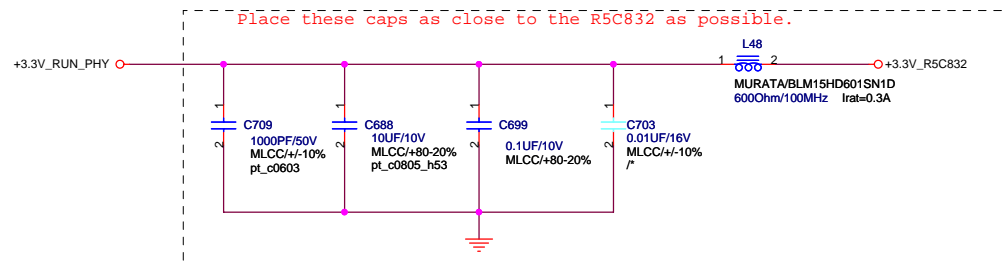 Place these caps as close to the R5C832 as possible.
+3.3V_RUN_PHY
L48
1
2
+3.3V_R5C832
MURATA/BLM15HD601SN1D
600Ohm/100MHz Irat=0.3A
1
2
C709
1000PF/50V
MLCC/+/-10%
pt_c0603
1
2
C688
10UF/10V
MLCC/+80-20%
pt_c0805_h53
1
2
C699
0.1UF/10V
MLCC/+80-20%
1
2
C703
0.01UF/16V
MLCC/+/-10%
/*